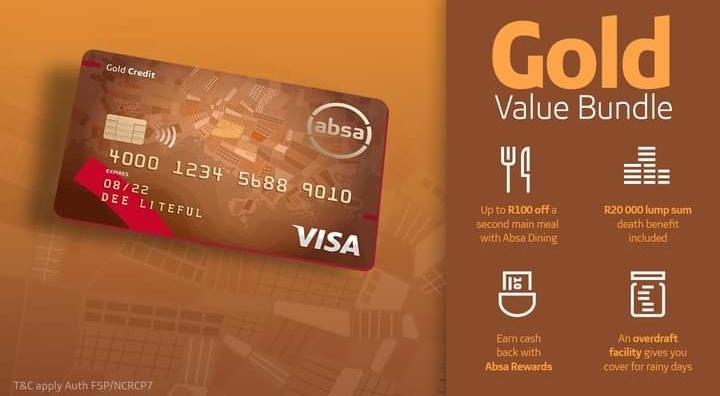 Gold Credit
absa
4000 1234 5688 9010
EXPIRES
08/22
DEE LITEFUL
VISA
T&C apply Auth FSP/NCRCP7
Gold
Value Bundle
Up to R100 off a
second main meal
with Absa Dining
R20 000 lump sum
death benefit
included
10
Earn cash
back with
Absa Rewards
An overdraft
facility gives you
cover for rainy days